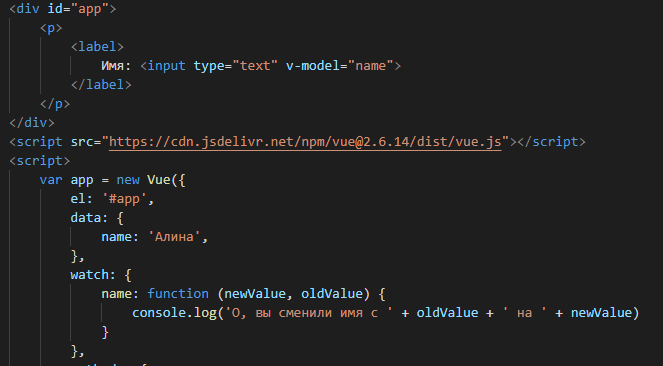 <div id="app">
    <p>
        <label>
            Имя: <input type="text" v-model="name">
        </label>
    </p>
</div>
<script src="https://cdn.jsdelivr.net/npm/vue@2.6.14/dist/vue.js"></script>
<script>
    var app = new Vue({
        el: '#app',
        data: {
            name: 'Алина',
        },
        watch: {
            name: function (newValue, oldValue) {
                console.log('О, вы сменили имя с ' + oldValue + ' на ' + newValue)
            }
        },